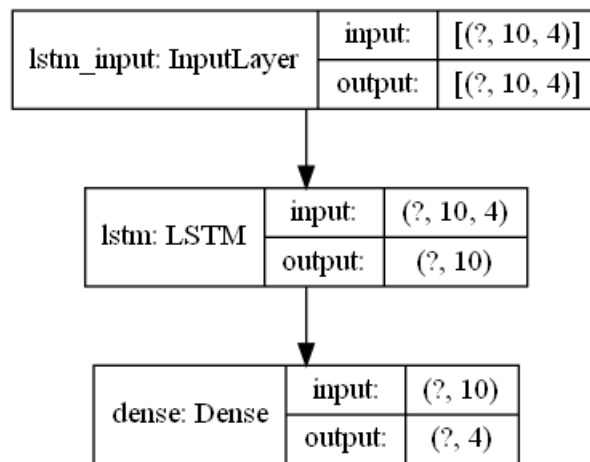 lstm_input: InputLayer
input:
[(?, 10, 4)]
output:
[(?, 10, 4)]
lstm: LSTM
input:
(?, 10, 4)
output:
(?, 10)
dense: Dense
input:
(?, 10)
output:
(?, 4)